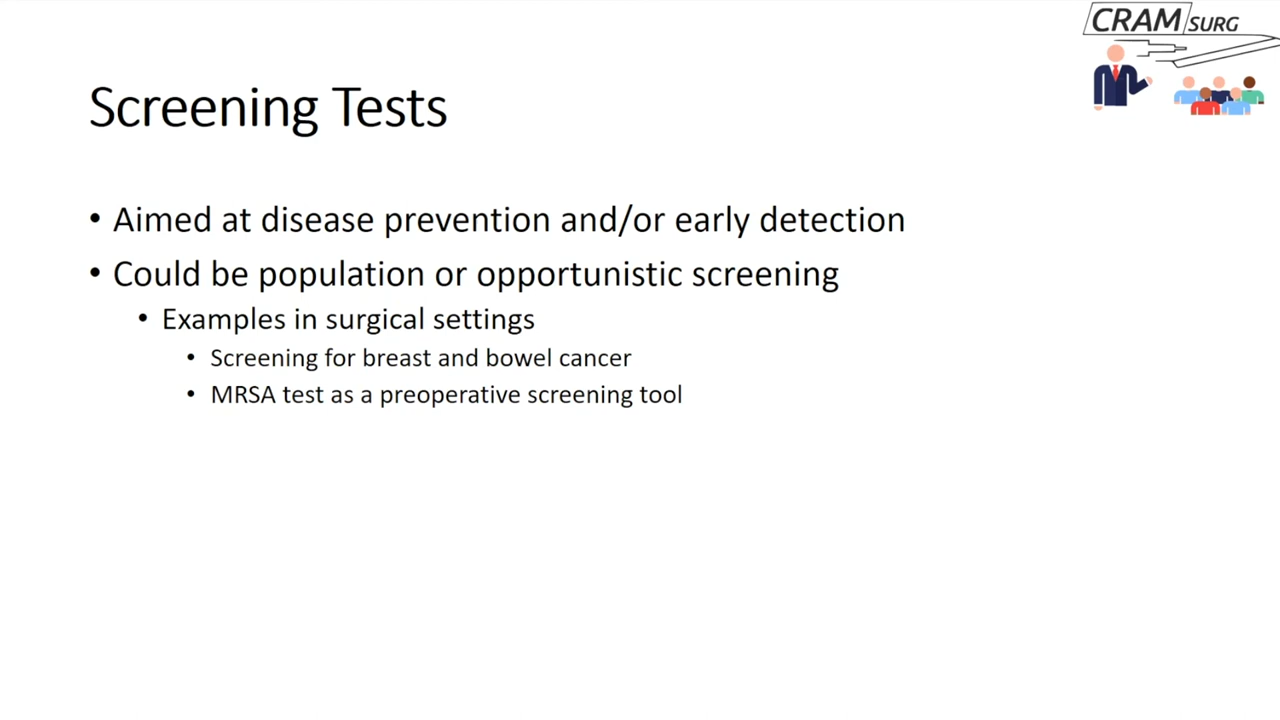 CRAM SURG
Screening Tests
• Aimed at disease prevention and/or early detection
• Could be population or opportunistic screening
• Examples in surgical settings
• Screening for breast and bowel cancer
• MRSA test as a preoperative screening tool